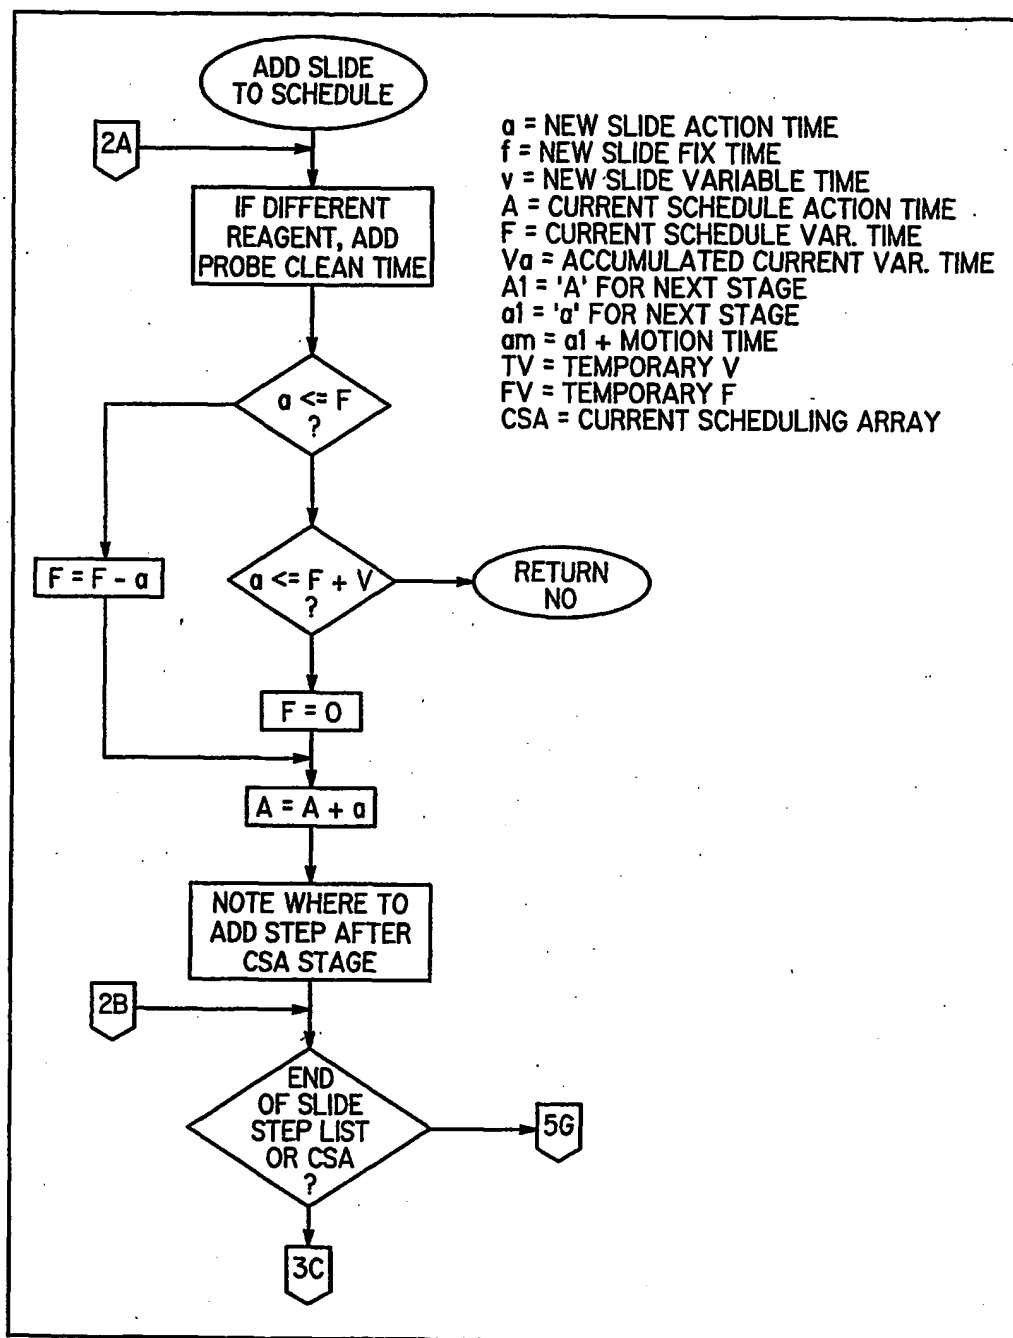 ADD SLIDE
TO SCHEDULE
2A
a = NEW SLIDE ACTION TIME
f = NEW SLIDE FIX TIME
v = NEW SLIDE VARIABLE TIME
A = CURRENT SCHEDULE ACTION TIME
F = CURRENT SCHEDULE VAR. TIME
Va = ACCUMULATED CURRENT VAR. TIME
A1 = 'A' FOR NEXT STAGE
a1 = 'a' FOR NEXT STAGE
am = a1 + MOTION TIME
TV = TEMPORARY V
FV = TEMPORARY F
CSA = CURRENT SCHEDULING ARRAY
IF DIFFERENT
REAGENT, ADD
PROBE CLEAN TIME
a <= F
?
F = F - a
a <= F + V
?
RETURN
NO
F = 0
A = A + a
NOTE WHERE TO
ADD STEP AFTER
CSA STAGE
2B
END
OF SLIDE
STEP LIST
OR CSA
?
5G
3C